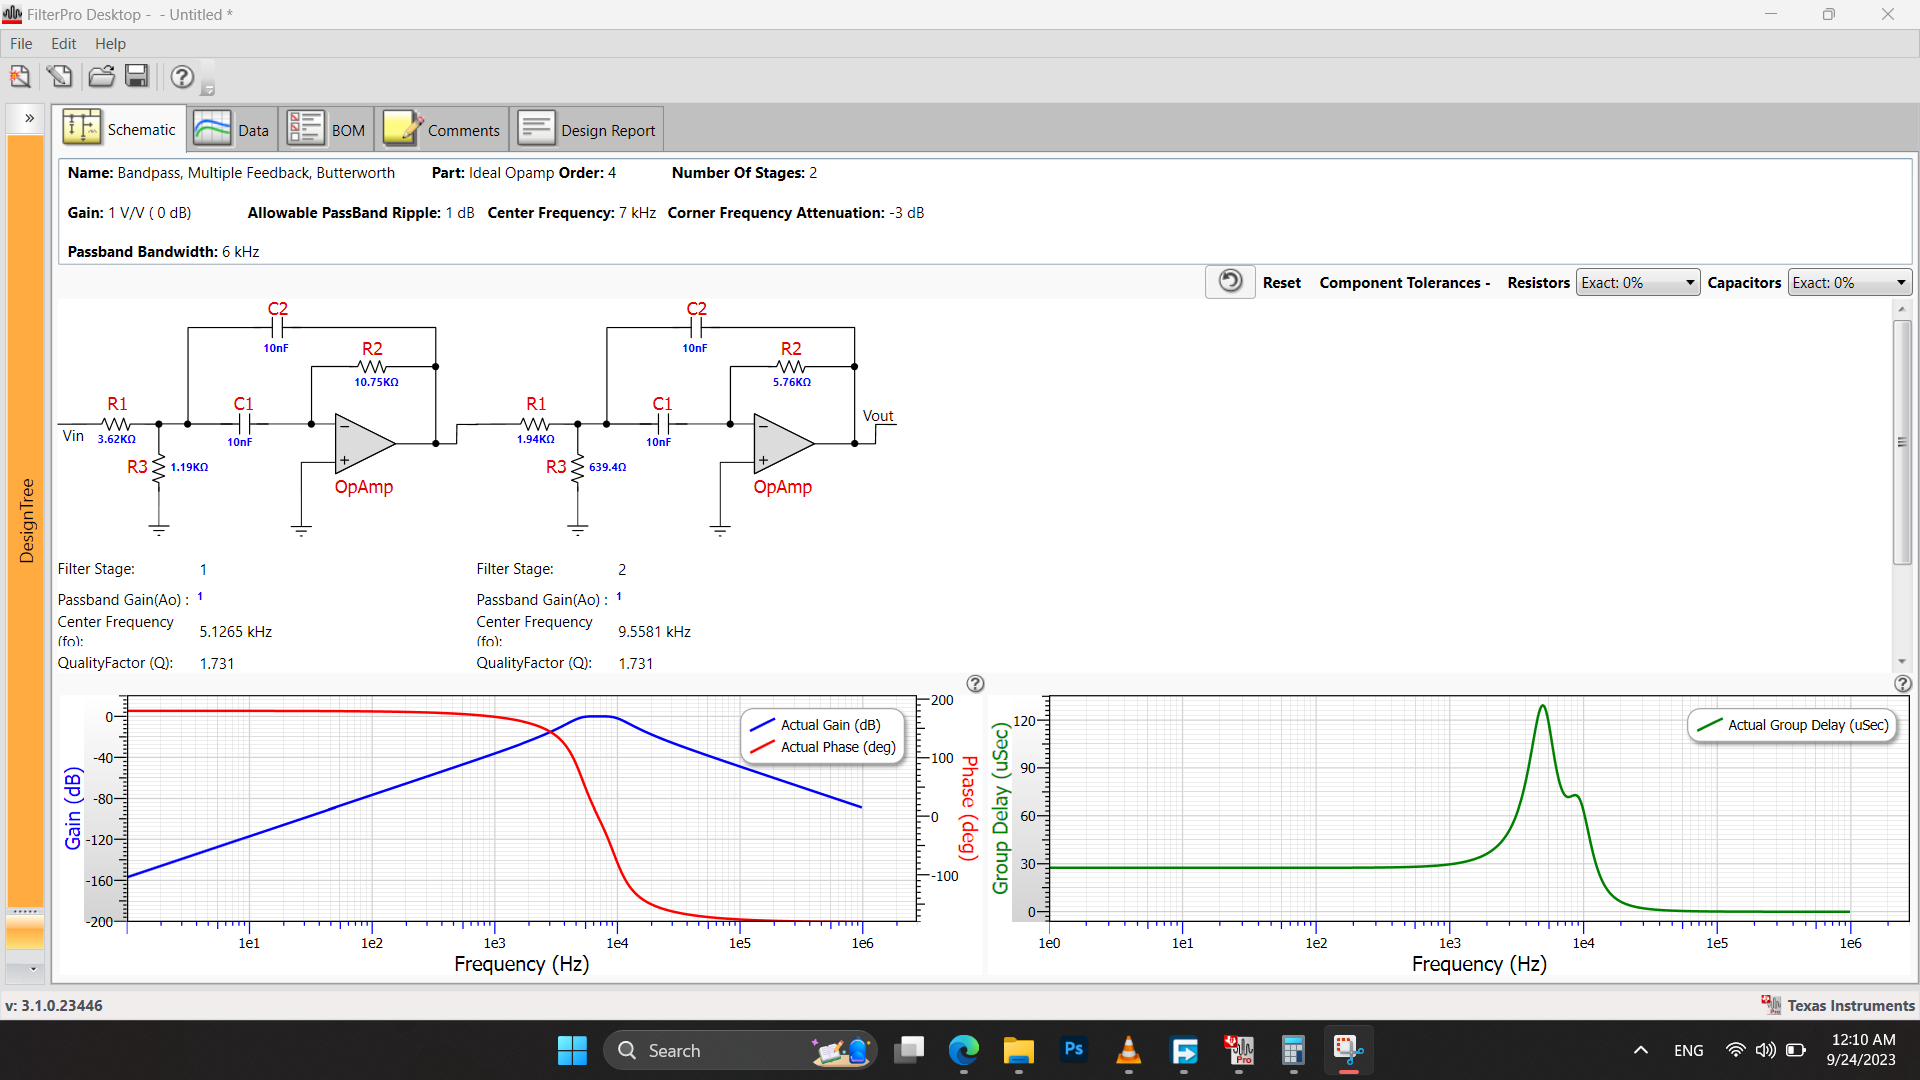 FilterPro Desktop -  - Untitled *
File Edit Help
Schematic Data BOM Comments Design Report
Name: Bandpass, Multiple Feedback, Butterworth Part: Ideal Opamp Order: 4 Number Of Stages: 2
Gain: 1 V/V ( 0 dB) Allowable PassBand Ripple: 1 dB Center Frequency: 7 kHz Corner Frequency Attenuation: -3 dB
Passband Bandwidth: 6 kHz
Reset Component Tolerances - Resistors Exact: 0% Capacitors Exact: 0%
DesignTree
C2
10nF
R2
10.75KΩ
R1
3.62KΩ
C1
10nF
Vin
R3 1.19KΩ
OpAmp
C2
10nF
R2
5.76KΩ
R1
1.94KΩ
C1
10nF
Vout
R3 639.4Ω
OpAmp
Filter Stage: 1
Passband Gain(Ao) : 1
Center Frequency
(fo): 5.1265 kHz
QualityFactor (Q): 1.731
Filter Stage: 2
Passband Gain(Ao) : 1
Center Frequency
(fo): 9.5581 kHz
QualityFactor (Q): 1.731
Gain (dB)
0
-40
-80
-120
-160
-200
Actual Gain (dB)
Actual Phase (deg)
200
100
0
-100
Phase (deg)
1e1 1e2 1e3 1e4 1e5 1e6
Frequency (Hz)
Group Delay (uSec)
120
90
60
30
0
Actual Group Delay (uSec)
1e0 1e1 1e2 1e3 1e4 1e5 1e6
Frequency (Hz)
v: 3.1.0.23446
Texas Instruments
Search
Ps
Pro
ENG
12:10 AM
9/24/2023